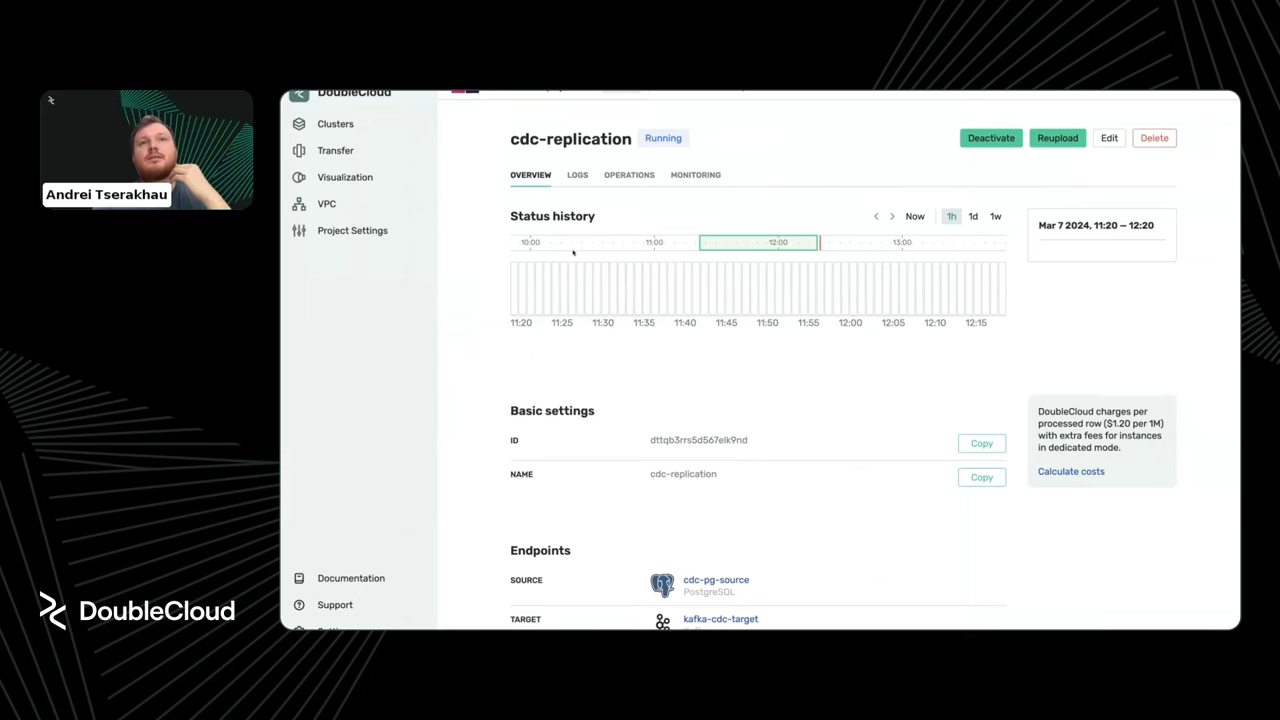 Andrei Tserakhau
DoubleCloud
DoubleCloud
Clusters
Transfer
Visualization
VPC
Project Settings
Documentation
Support
cdc-replication Running
Deactivate Reupload Edit Delete
OVERVIEW LOGS OPERATIONS MONITORING
Status history
Now 1h 1d 1w
10:00 11:00 12:00 13:00
11:20 11:25 11:30 11:35 11:40 11:45 11:50 11:55 12:00 12:05 12:10 12:15
Mar 7 2024, 11:20 — 12:20
Basic settings
ID dttqb3rrs5d567elk9nd Copy
NAME cdc-replication Copy
DoubleCloud charges per
processed row ($1.20 per 1M)
with extra fees for instances
in dedicated mode.
Calculate costs
Endpoints
SOURCE cdc-pg-source
PostgreSQL
TARGET kafka-cdc-target